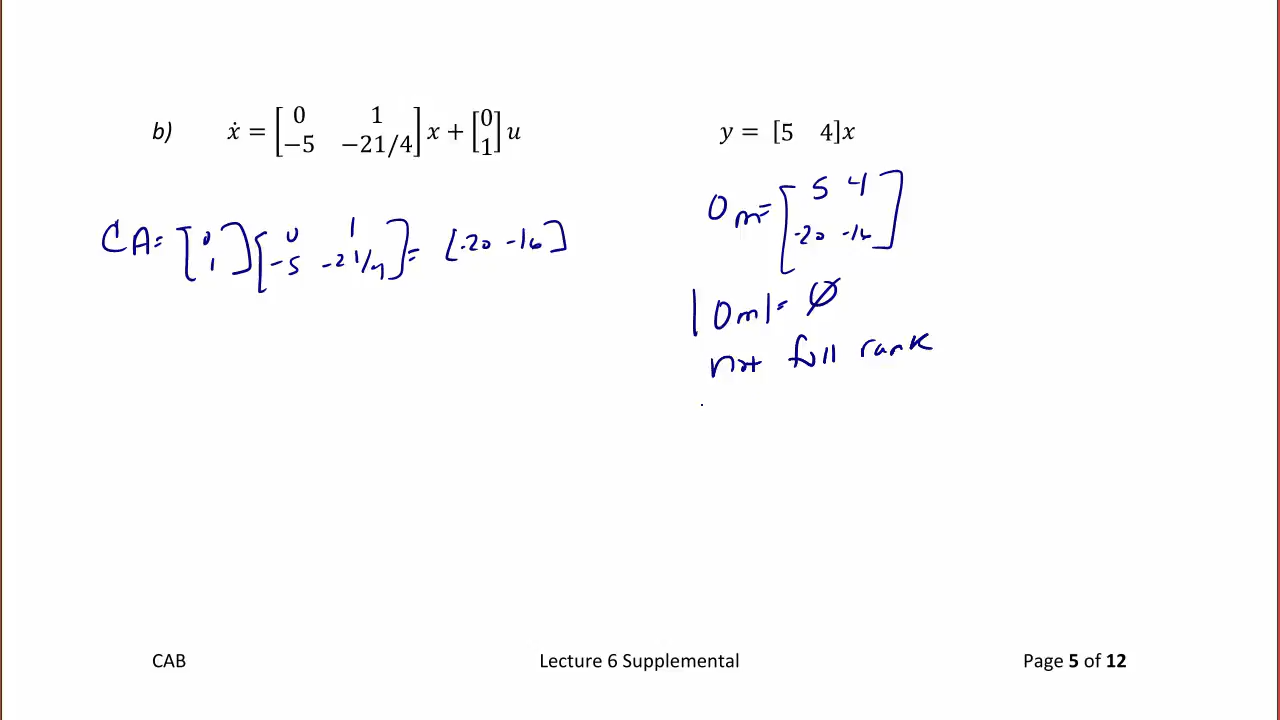 b) ẋ = [0 1; −5 −21/4] x + [0; 1] u y = [5 4]x
CA = [0; 1] [0 1; -5 -21/4] = [-20 -16]
Om = [5 4; -20 -16]
|Om| = ∅
not full rank
CAB Lecture 6 Supplemental Page 5 of 12